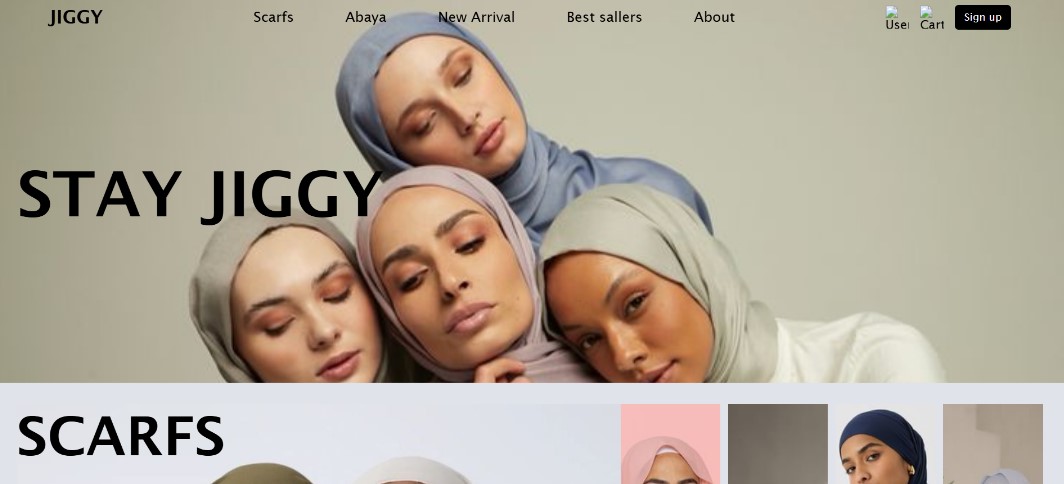 JIGGY
Scarfs
Abaya
New Arrival
Best sallers
About
User
Cart
Sign up
STAY JIGGY
SCARFS